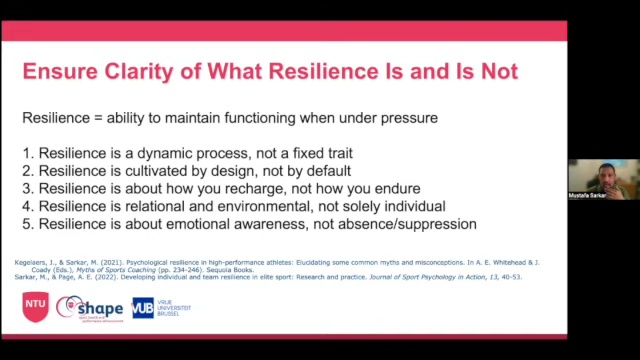 Ensure Clarity of What Resilience Is and Is Not
Resilience = ability to maintain functioning when under pressure
1. Resilience is a dynamic process, not a fixed trait
2. Resilience is cultivated by design, not by default
3. Resilience is about how you recharge, not how you endure
4. Resilience is relational and environmental, not solely individual
5. Resilience is about emotional awareness, not absence/suppression
Kegelaers, J., & Sarkar, M. (2021). Psychological resilience in high-performance athletes: Elucidating some common myths and misconceptions. In A. E. Whitehead & J.
Coady (Eds.), Myths of Sports Coaching (pp. 234-246). Sequoia Books.
Sarkar, M., & Page, A. E. (2022). Developing individual and team resilience in elite sport: Research and practice. Journal of Sport Psychology in Action, 13, 40-53.
NTU
shape
VUB
VRIJE
UNIVERSITEIT
BRUSSEL
Mustafa Sarkar